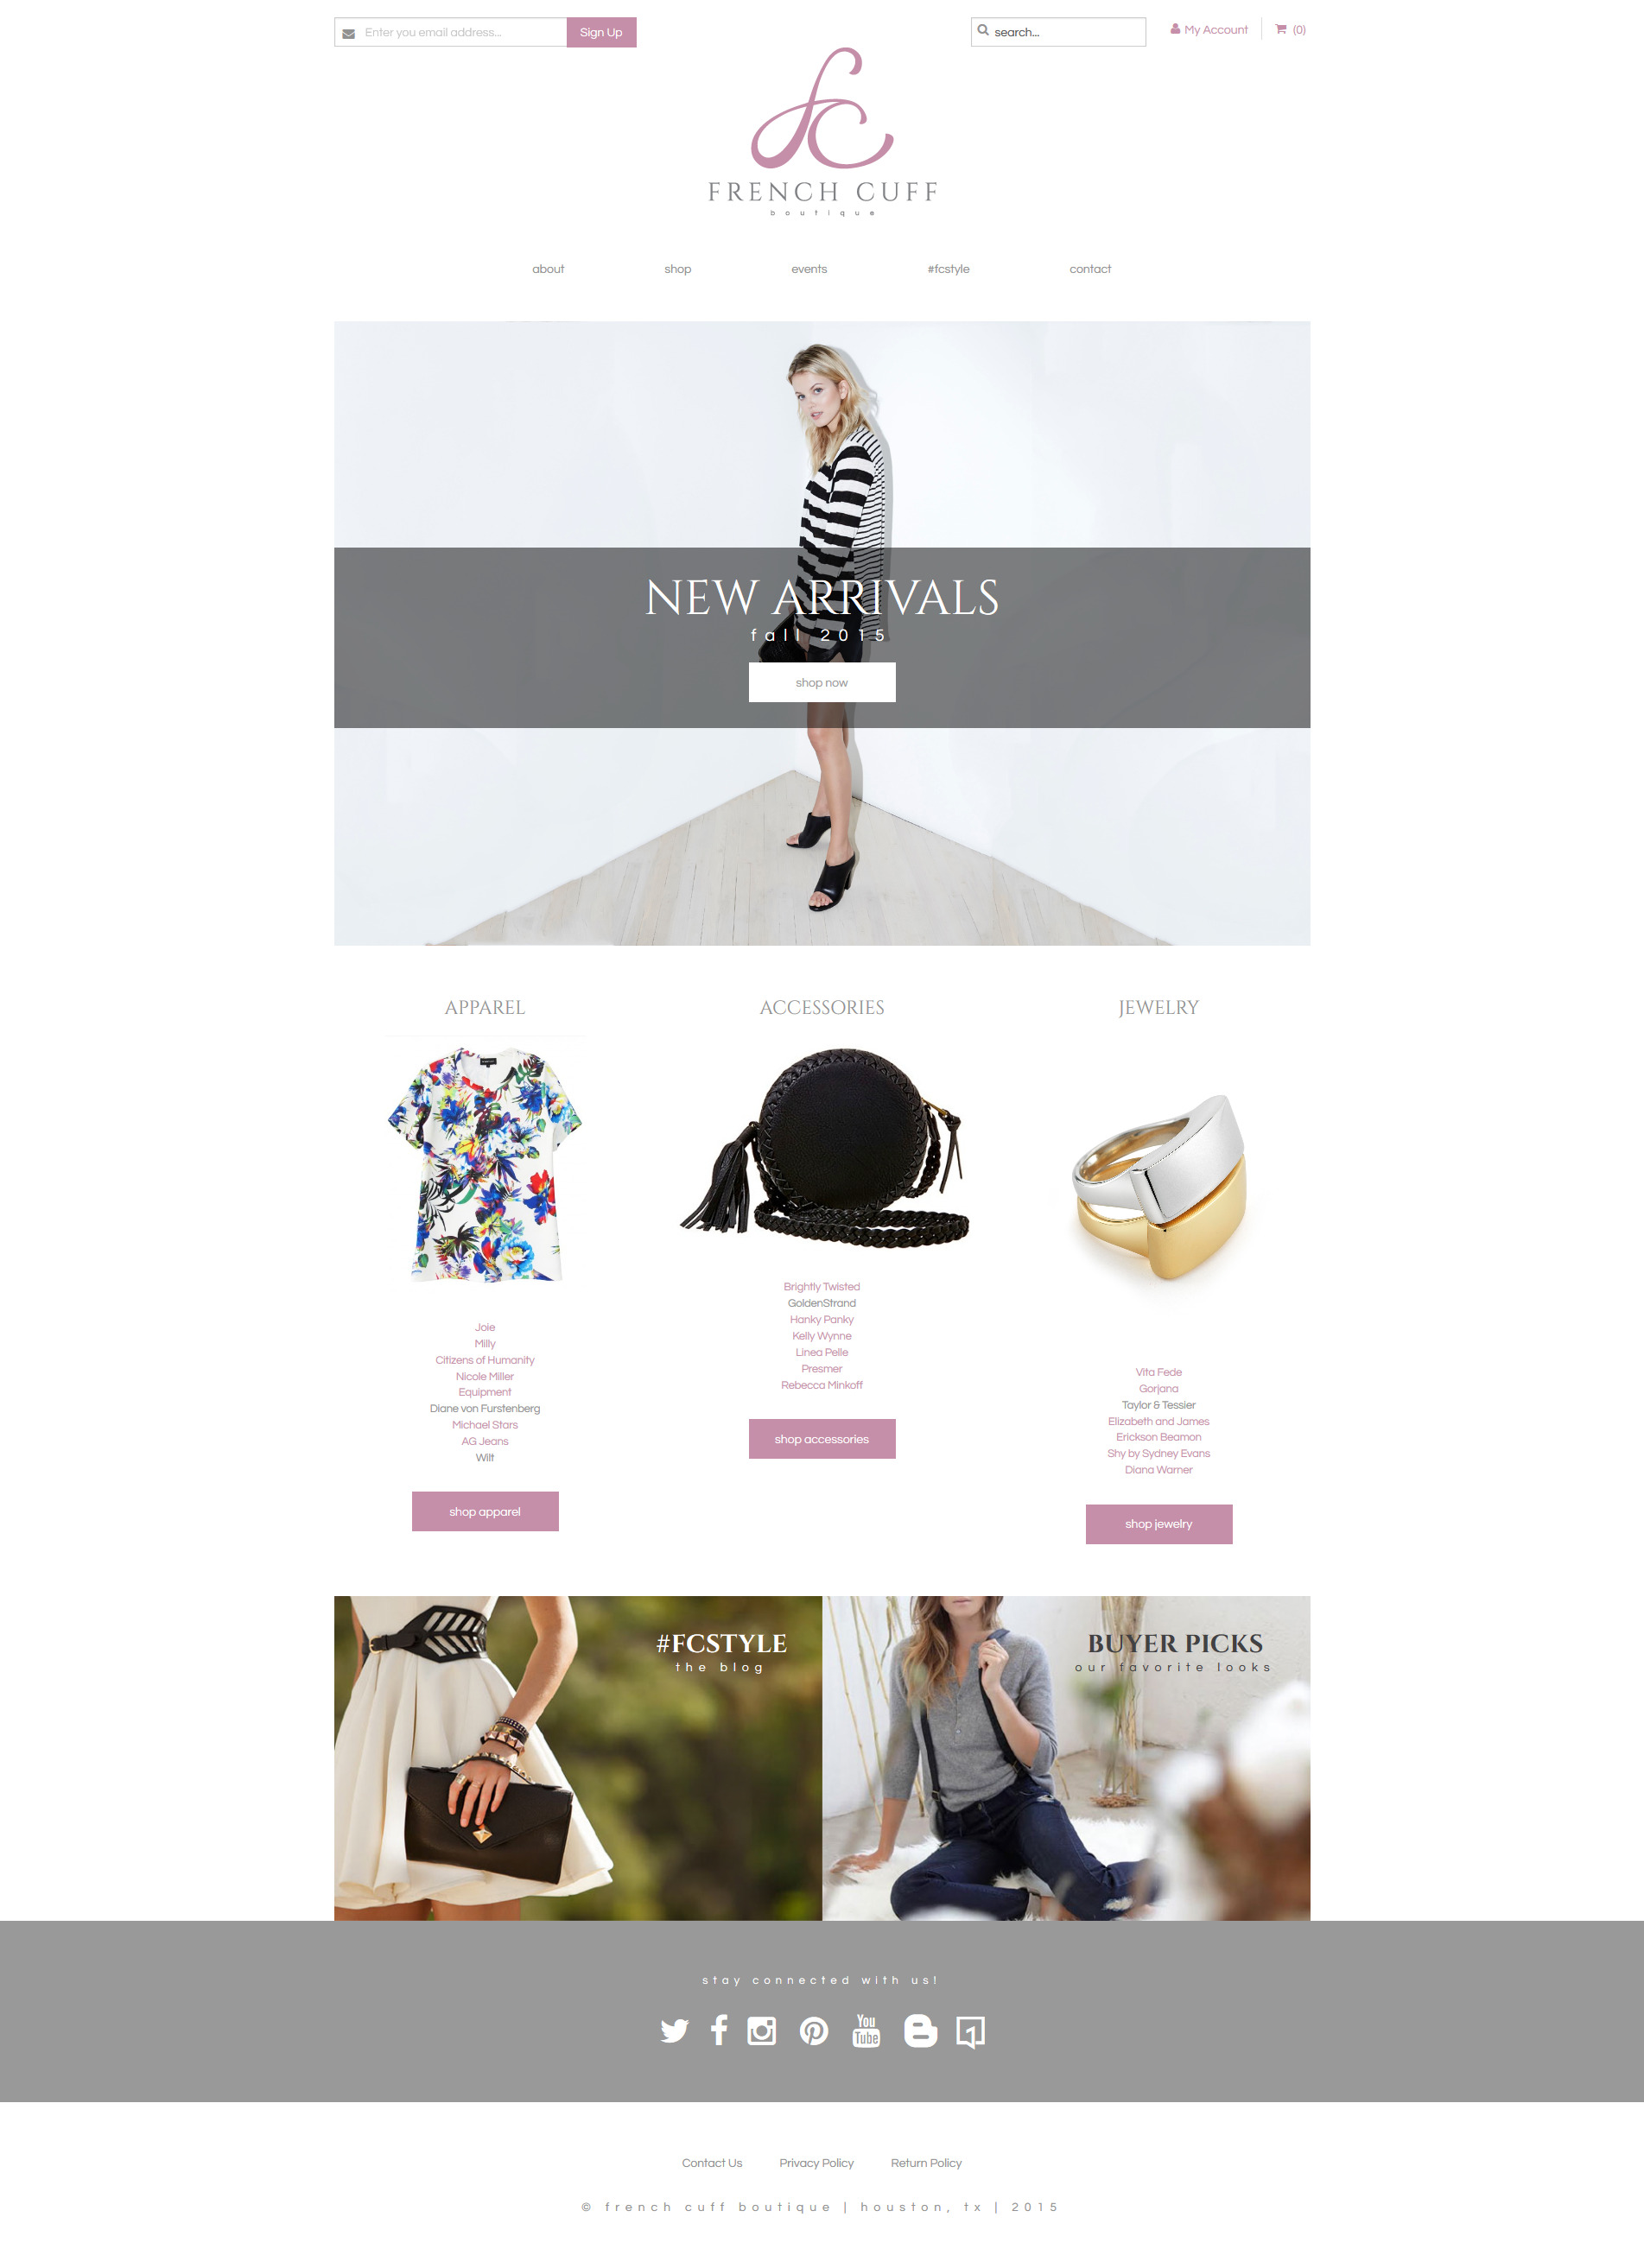 Enter you email address...
Sign Up
search...
My Account
(0)
fc
FRENCH CUFF
boutique
about
shop
events
#fcstyle
contact
NEW ARRIVALS
fall 2015
shop now
APPAREL
Joie
Milly
Citizens of Humanity
Nicole Miller
Equipment
Diane von Furstenberg
Michael Stars
AG Jeans
Wilt
shop apparel
ACCESSORIES
Brightly Twisted
GoldenStrand
Hanky Panky
Kelly Wynne
Linea Pelle
Presmer
Rebecca Minkoff
shop accessories
JEWELRY
Vita Fede
Gorjana
Taylor & Tessier
Elizabeth and James
Erickson Beamon
Shy by Sydney Evans
Diana Warner
shop jewelry
#FCSTYLE
the blog
BUYER PICKS
our favorite looks
stay connected with us!
You
Tube
Contact Us
Privacy Policy
Return Policy
© french cuff boutique | houston, tx | 2015